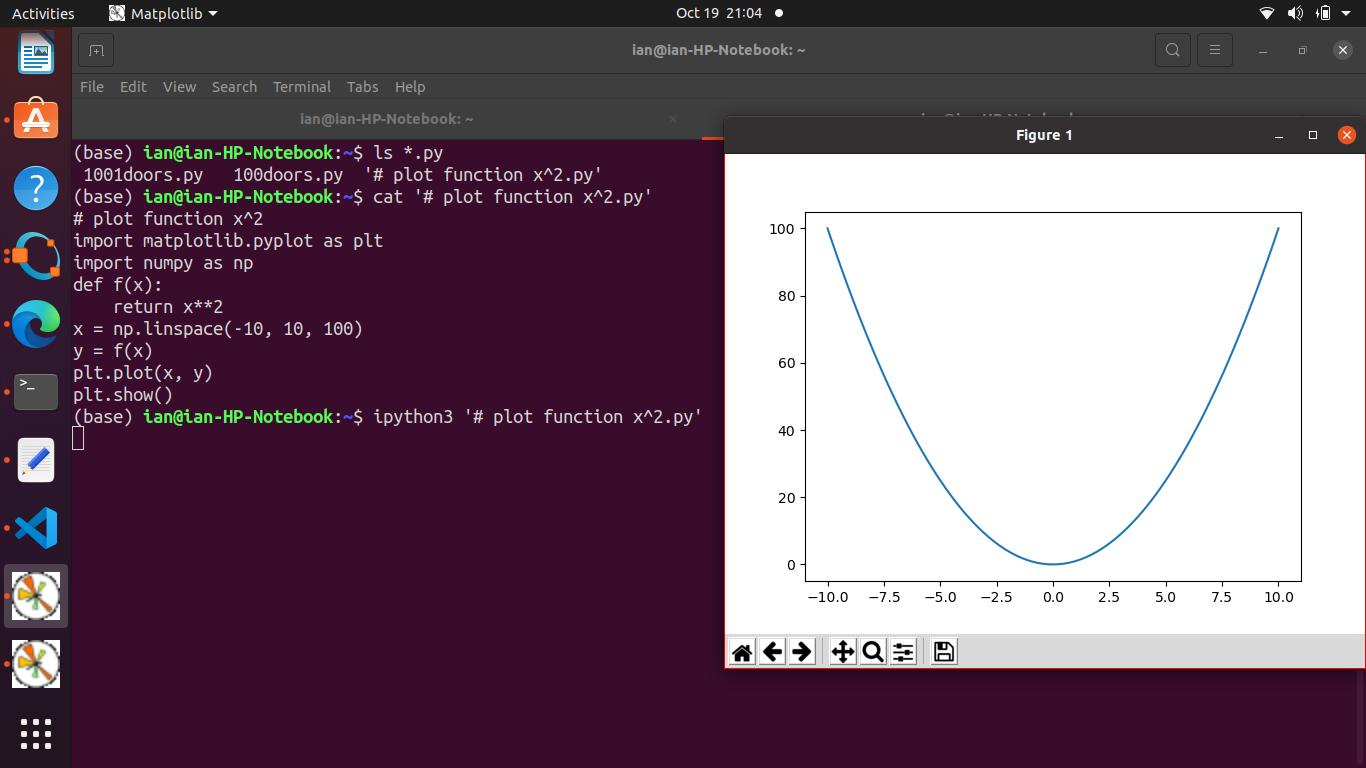 Activities Matplotlib Oct 19 21:04
ian@ian-HP-Notebook: ~
File Edit View Search Terminal Tabs Help
ian@ian-HP-Notebook: ~
(base) ian@ian-HP-Notebook:~$ ls *.py
1001doors.py 100doors.py '# plot function x^2.py'
(base) ian@ian-HP-Notebook:~$ cat '# plot function x^2.py'
# plot function x^2
import matplotlib.pyplot as plt
import numpy as np
def f(x):
    return x**2
x = np.linspace(-10, 10, 100)
y = f(x)
plt.plot(x, y)
plt.show()
(base) ian@ian-HP-Notebook:~$ ipython3 '# plot function x^2.py'
Figure 1
100
80
60
40
20
0
−10.0 −7.5 −5.0 −2.5 0.0 2.5 5.0 7.5 10.0